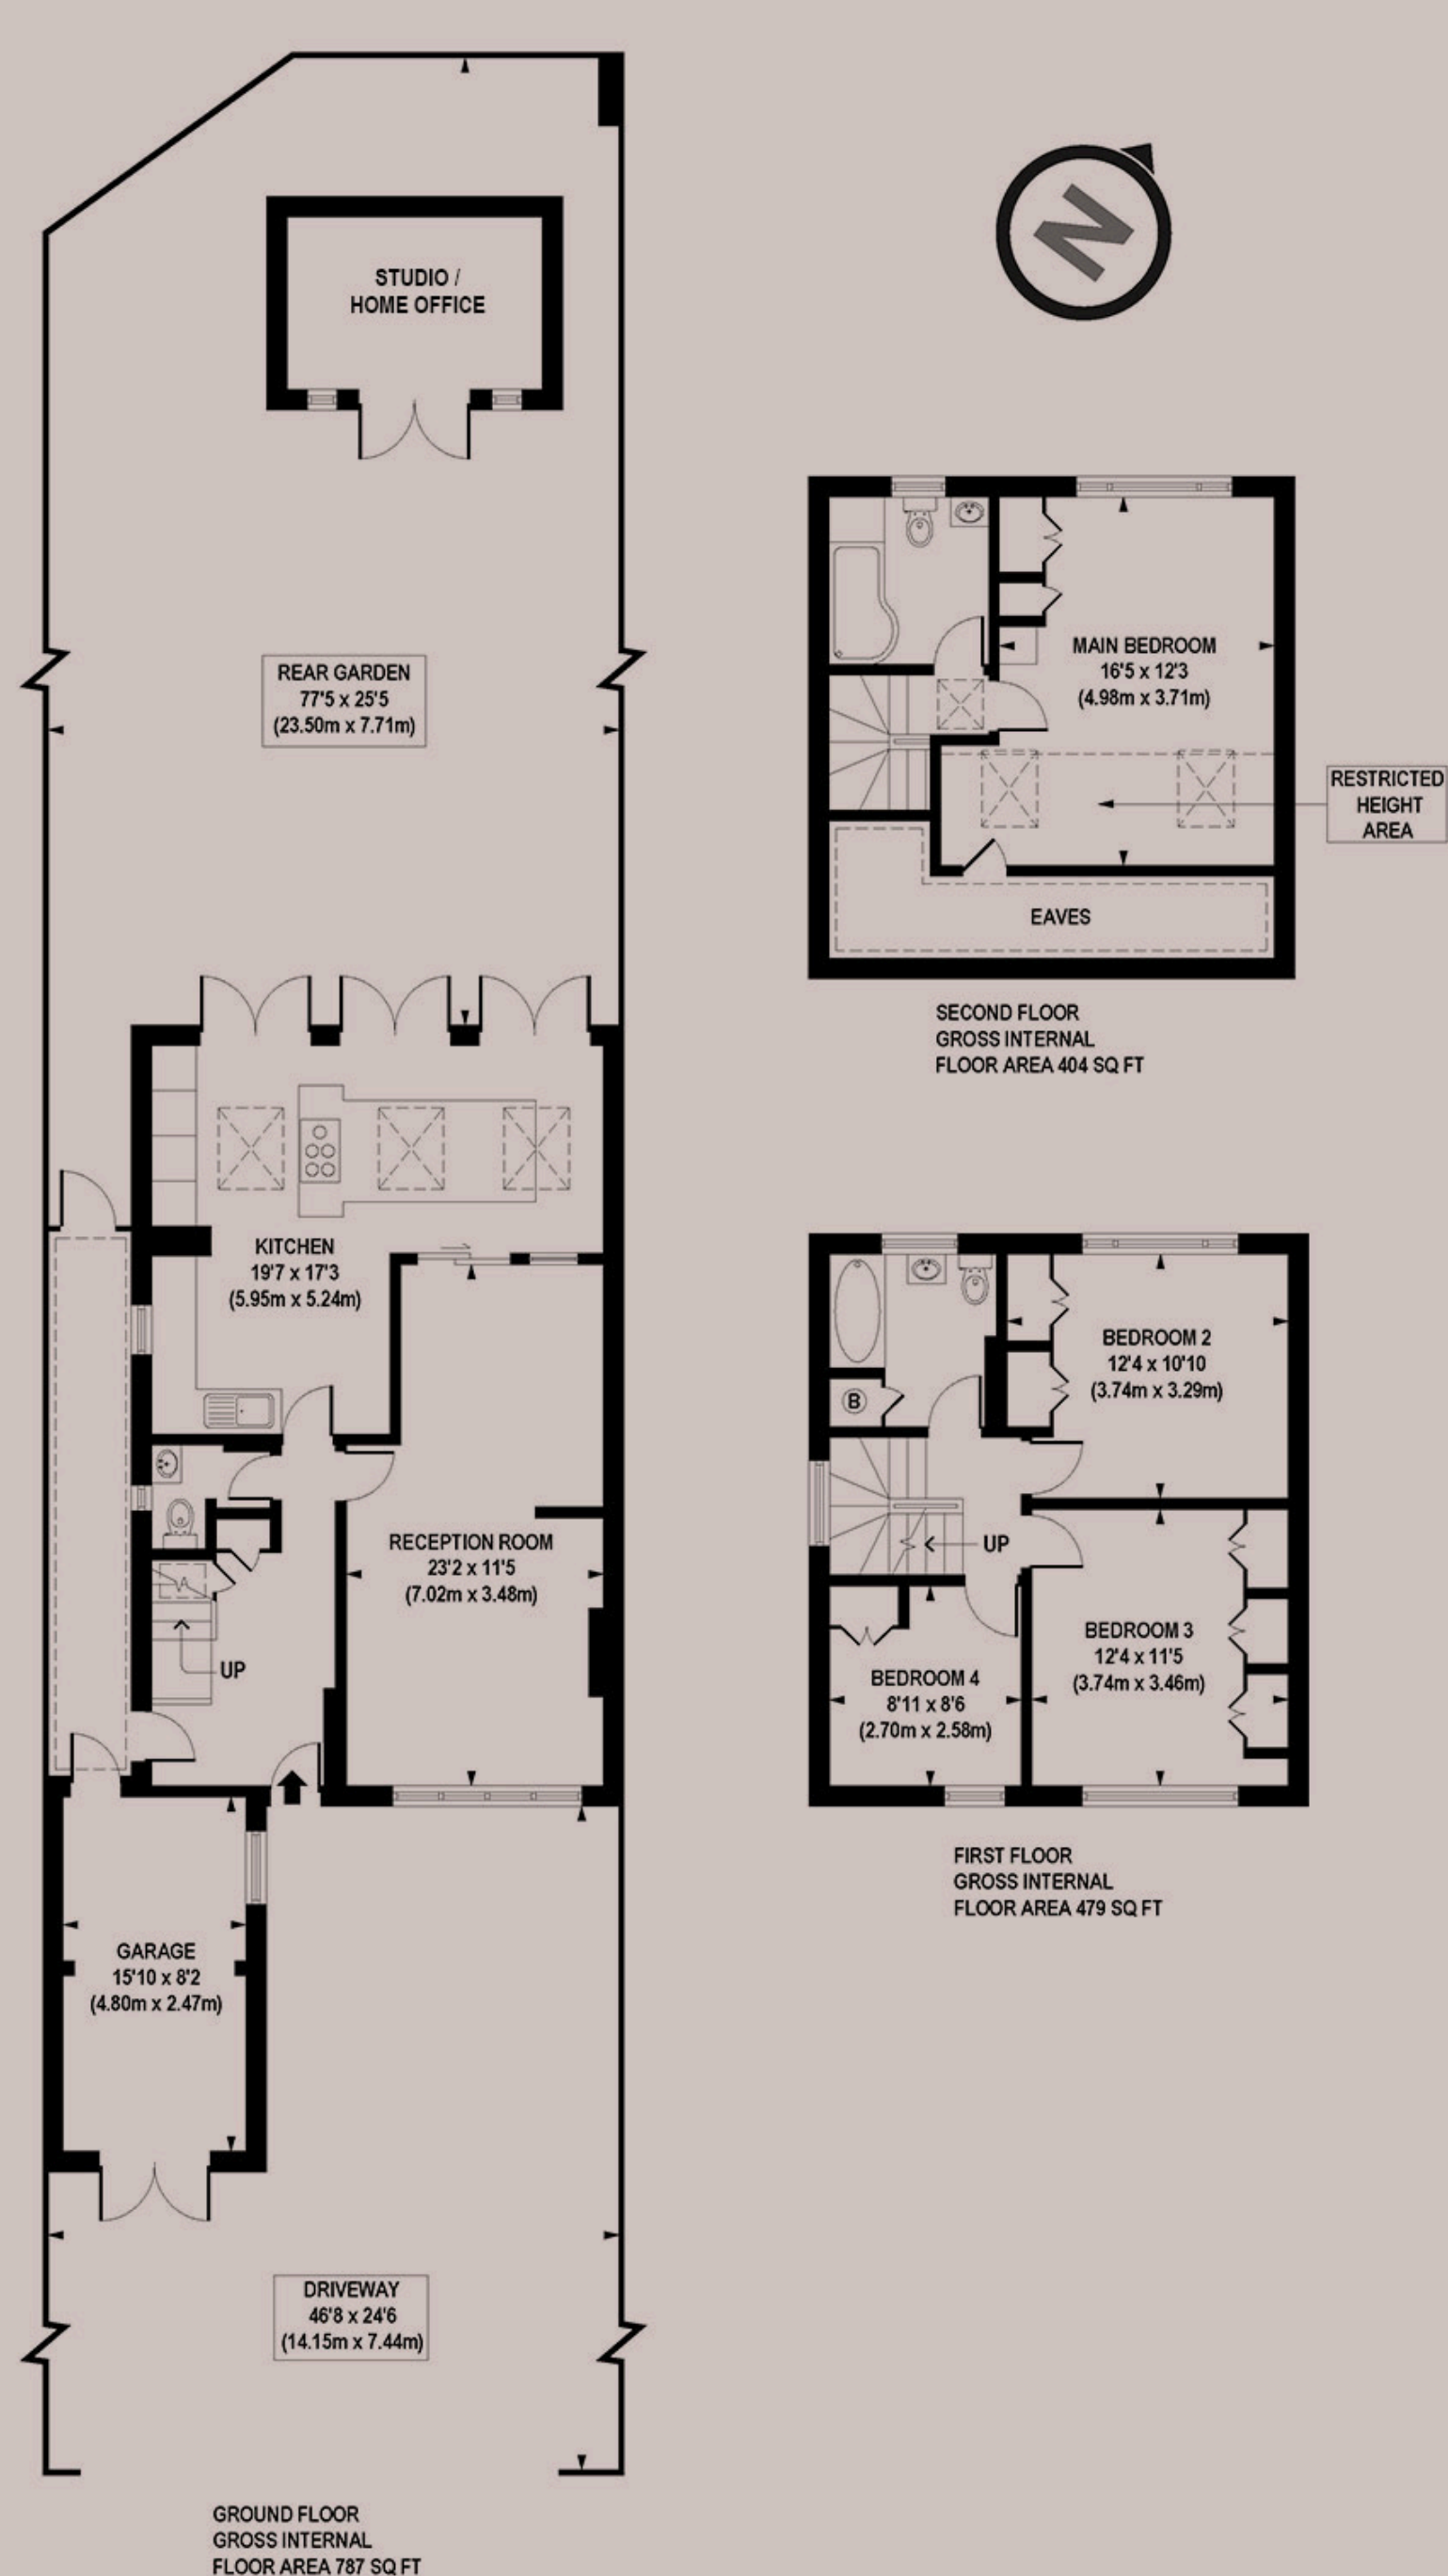 STUDIO /
HOME OFFICE
N
REAR GARDEN
77'5 x 25'5
(23.50m x 7.71m)
MAIN BEDROOM
16'5 x 12'3
(4.98m x 3.71m)
RESTRICTED
HEIGHT
AREA
EAVES
SECOND FLOOR
GROSS INTERNAL
FLOOR AREA 404 SQ FT
KITCHEN
19'7 x 17'3
(5.95m x 5.24m)
RECEPTION ROOM
23'2 x 11'5
(7.02m x 3.48m)
UP
BEDROOM 2
12'4 x 10'10
(3.74m x 3.29m)
B
UP
BEDROOM 3
12'4 x 11'5
(3.74m x 3.46m)
BEDROOM 4
8'11 x 8'6
(2.70m x 2.58m)
FIRST FLOOR
GROSS INTERNAL
FLOOR AREA 479 SQ FT
GARAGE
15'10 x 8'2
(4.80m x 2.47m)
DRIVEWAY
46'8 x 24'6
(14.15m x 7.44m)
GROUND FLOOR
GROSS INTERNAL
FLOOR AREA 787 SQ FT